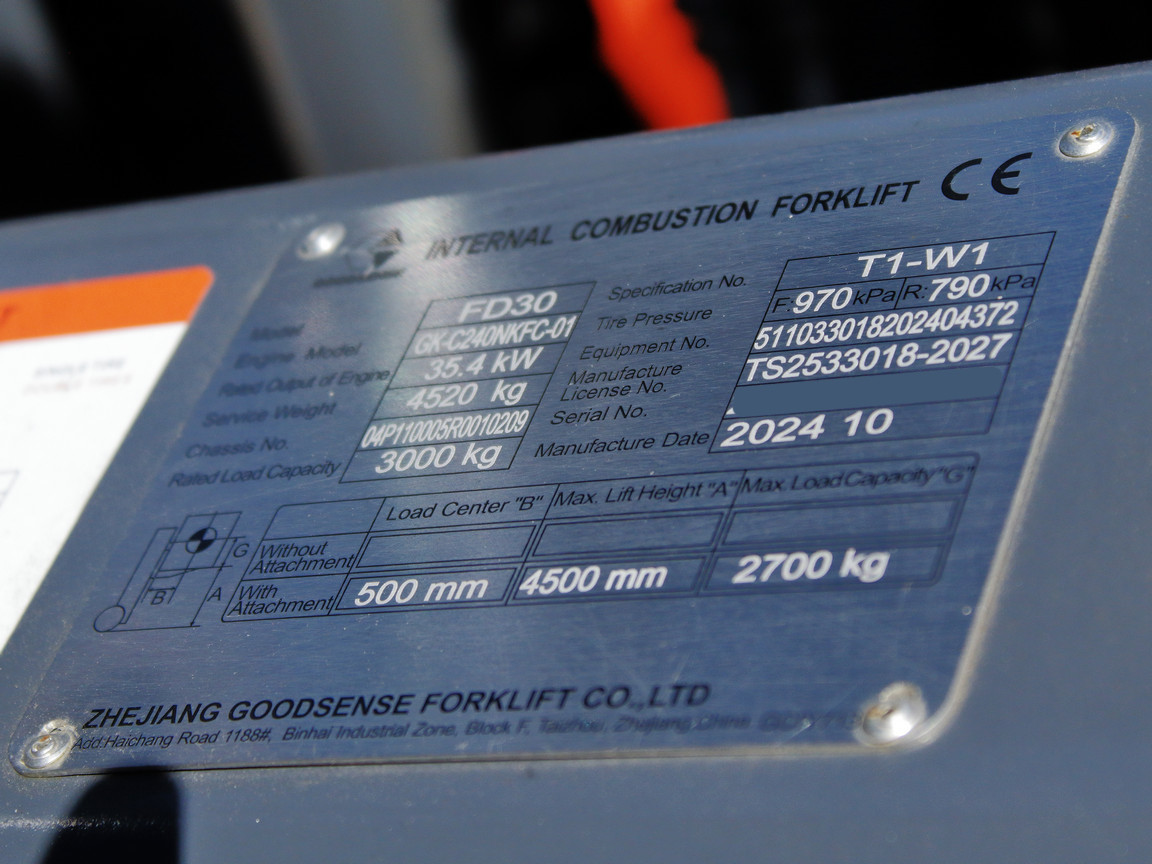 INTERNAL COMBUSTION FORKLIFT CE
Model FD30 Specification No. T1-W1
Engine Model GK-C240NKFC-01 Tire Pressure F:970kPa R:790kPa
Rated Output of Engine 35.4 kW Equipment No. 511033018202404372
Service Weight 4520 kg Manufacture License No. TS2533018-2027
Chassis No. 04P110005R0010209 Serial No.
Rated Load Capacity 3000 kg Manufacture Date 2024 10
Load Center "B" Max. Lift Height "A" Max. Load Capacity "G"
G Without Attachment
B A With Attachment 500 mm 4500 mm 2700 kg
ZHEJIANG GOODSENSE FORKLIFT CO.,LTD
Add:Haichang Road 1188#, Binhai Industrial Zone, Block F, Taizhou, Zhejiang China